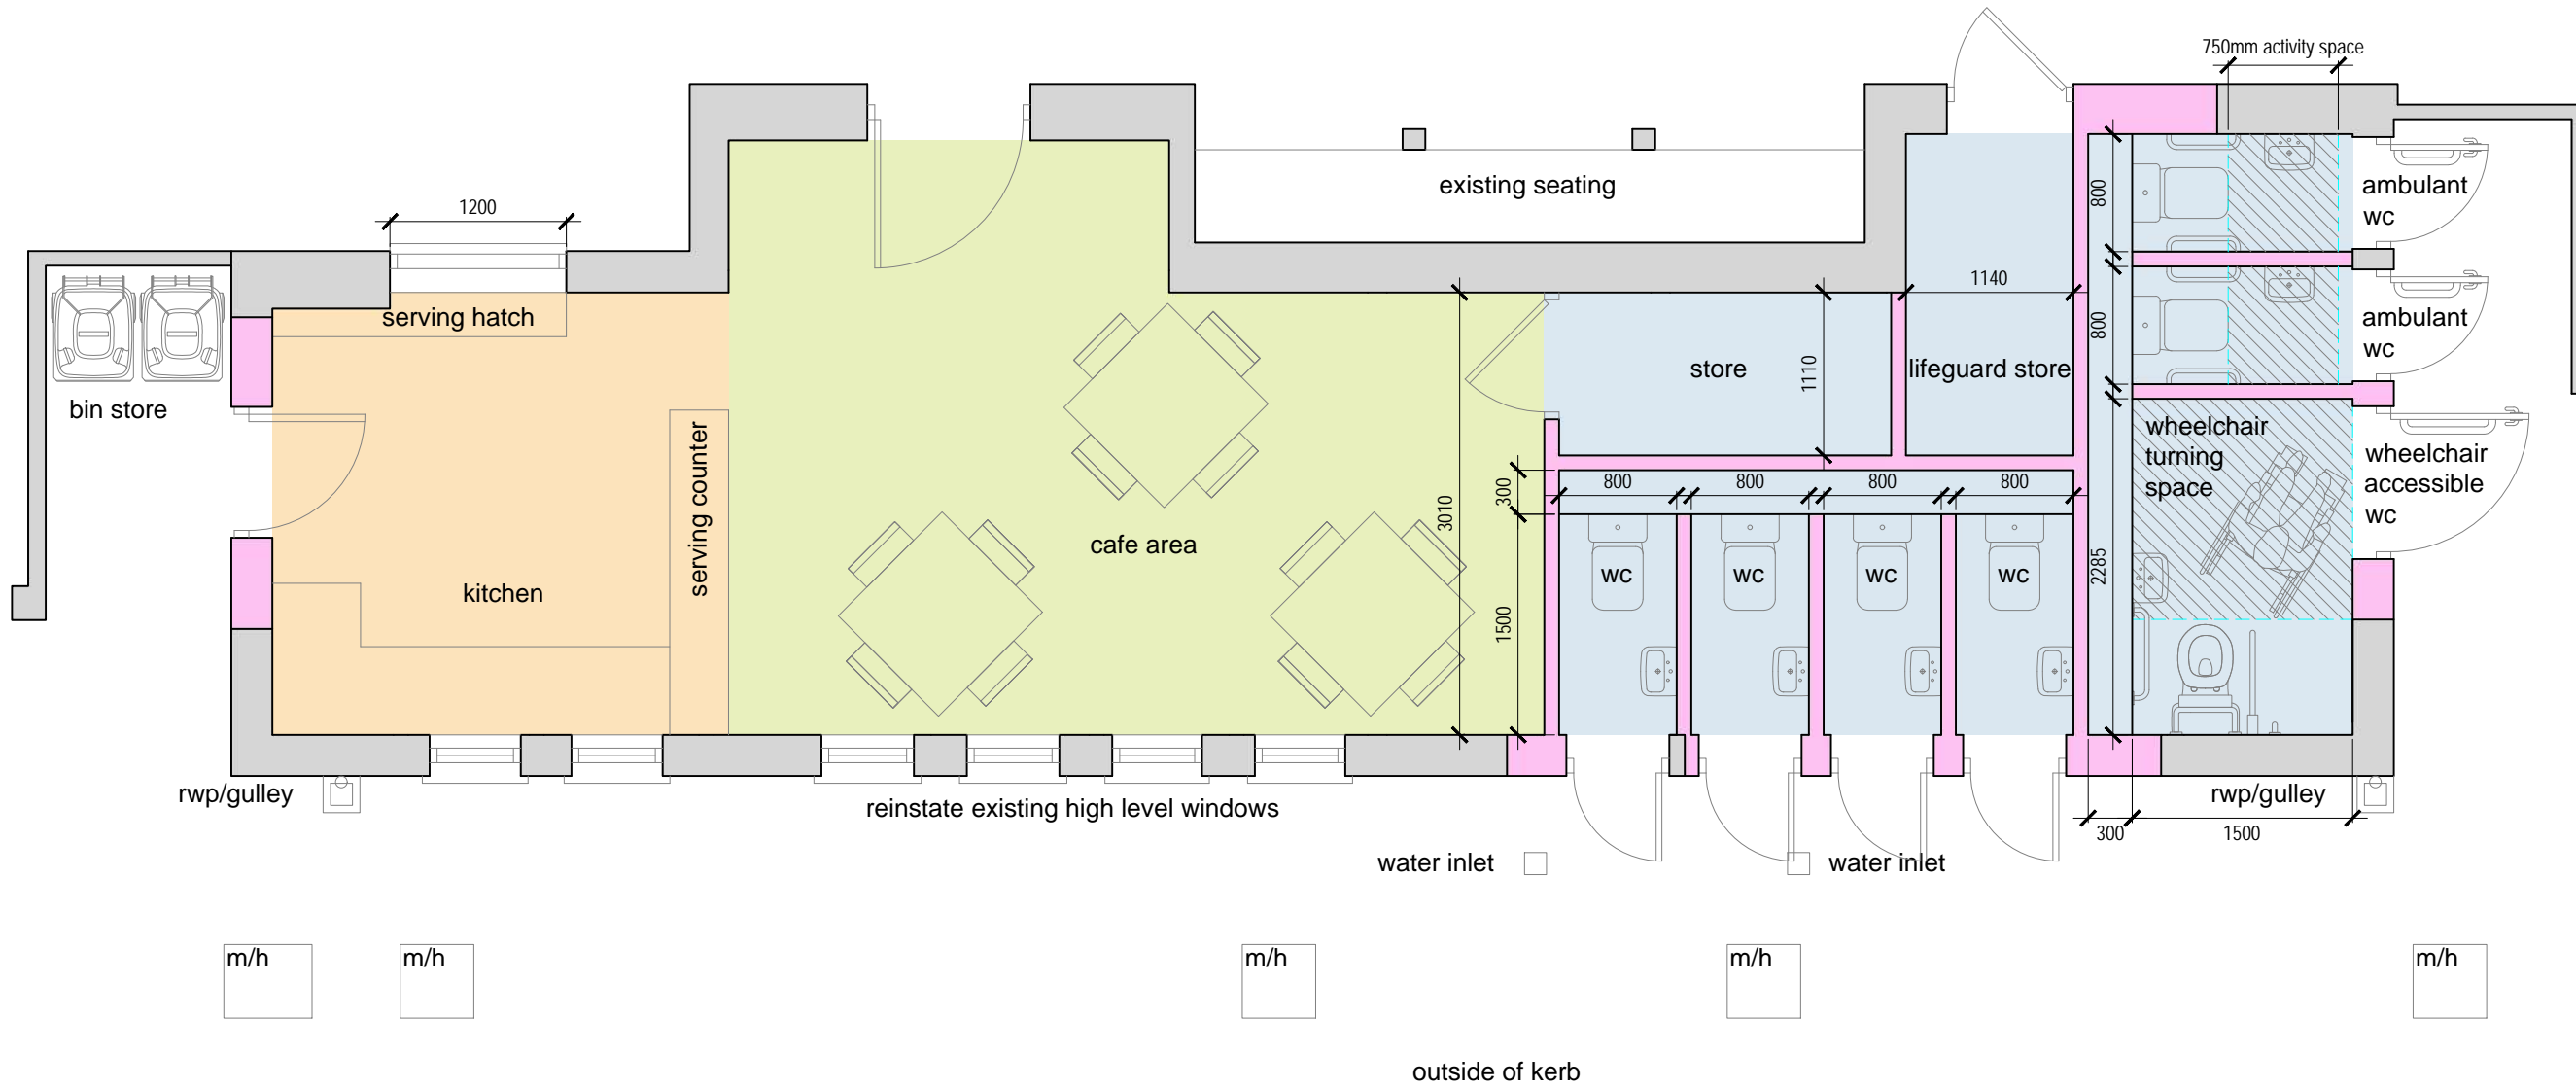 750mm activity space
1200
existing seating
ambulant
wc
800
1140
serving hatch
ambulant
wc
800
store
1110
lifeguard store
bin store
serving counter
wheelchair
turning
space
wheelchair
accessible
wc
300
800
800
800
800
3010
cafe area
kitchen
wc
wc
wc
wc
2285
1500
rwp/gulley
reinstate existing high level windows
rwp/gulley
300
1500
water inlet
water inlet
m/h
m/h
m/h
m/h
m/h
outside of kerb